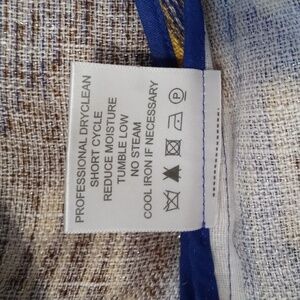 PROFESSIONAL DRYCLEAN
SHORT CYCLE
REDUCE MOISTURE
TUMBLE LOW
NO STEAM
COOL IRON IF NECESSARY
P